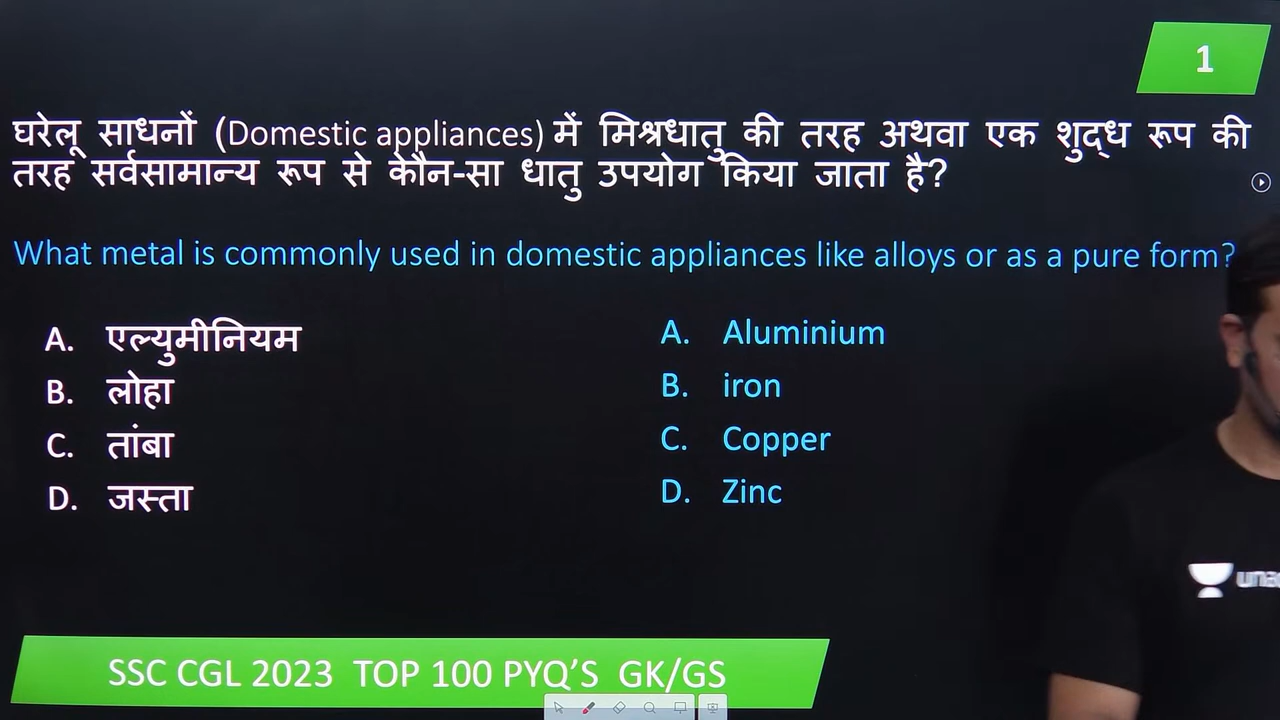 1
घरेलू साधनों (Domestic appliances) में मिश्रधातु की तरह अथवा एक शुद्ध रूप की
तरह सर्वसामान्य रूप से कौन-सा धातु उपयोग किया जाता है?
What metal is commonly used in domestic appliances like alloys or as a pure form?
A. एल्युमीनियम
B. लोहा
C. तांबा
D. जस्ता
A. Aluminium
B. iron
C. Copper
D. Zinc
SSC CGL 2023 TOP 100 PYQ'S GK/GS